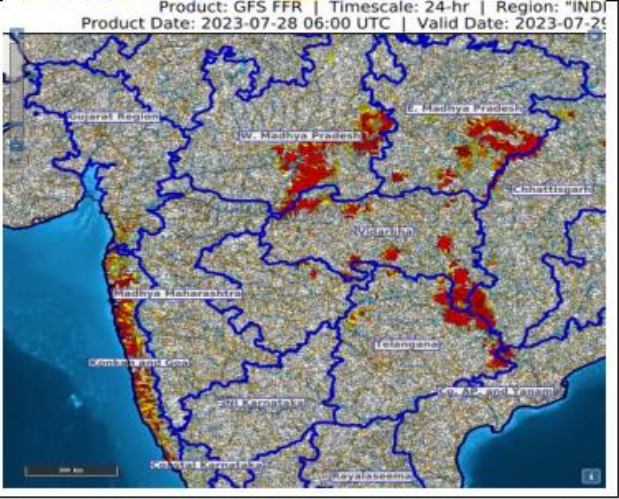 Product: GFS FFR | Timescale: 24-hr | Region: "INDI
Product Date: 2023-07-28 06:00 UTC | Valid Date: 2023-07-29
E. Madhya Pradesh
Gujarat Region
W. Madhya Pradesh
Chhattisgarh
Vidarbha
Madhya Maharashtra
Telangana
Konkan and Goa
Co. AP. and Yanam
NI Karnataka
Coastal Karnataka
Rayalaseema